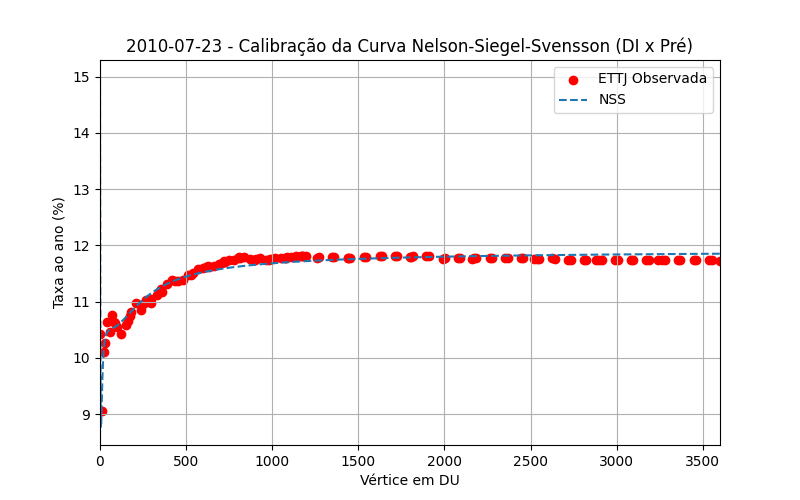 2010-07-23 - Calibração da Curva Nelson-Siegel-Svensson (DI x Pré)
ETTJ Observada
NSS
Taxa ao ano (%)
15
14
13
12
11
10
9
0 500 1000 1500 2000 2500 3000 3500
Vértice em DU